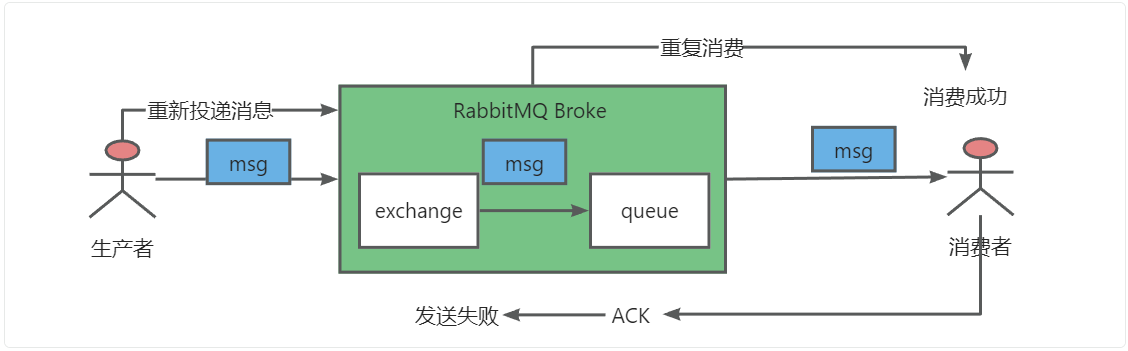 重复消费
消费成功
重新投递消息
RabbitMQ Broke
msg
msg
msg
exchange
queue
生产者
消费者
发送失败
ACK